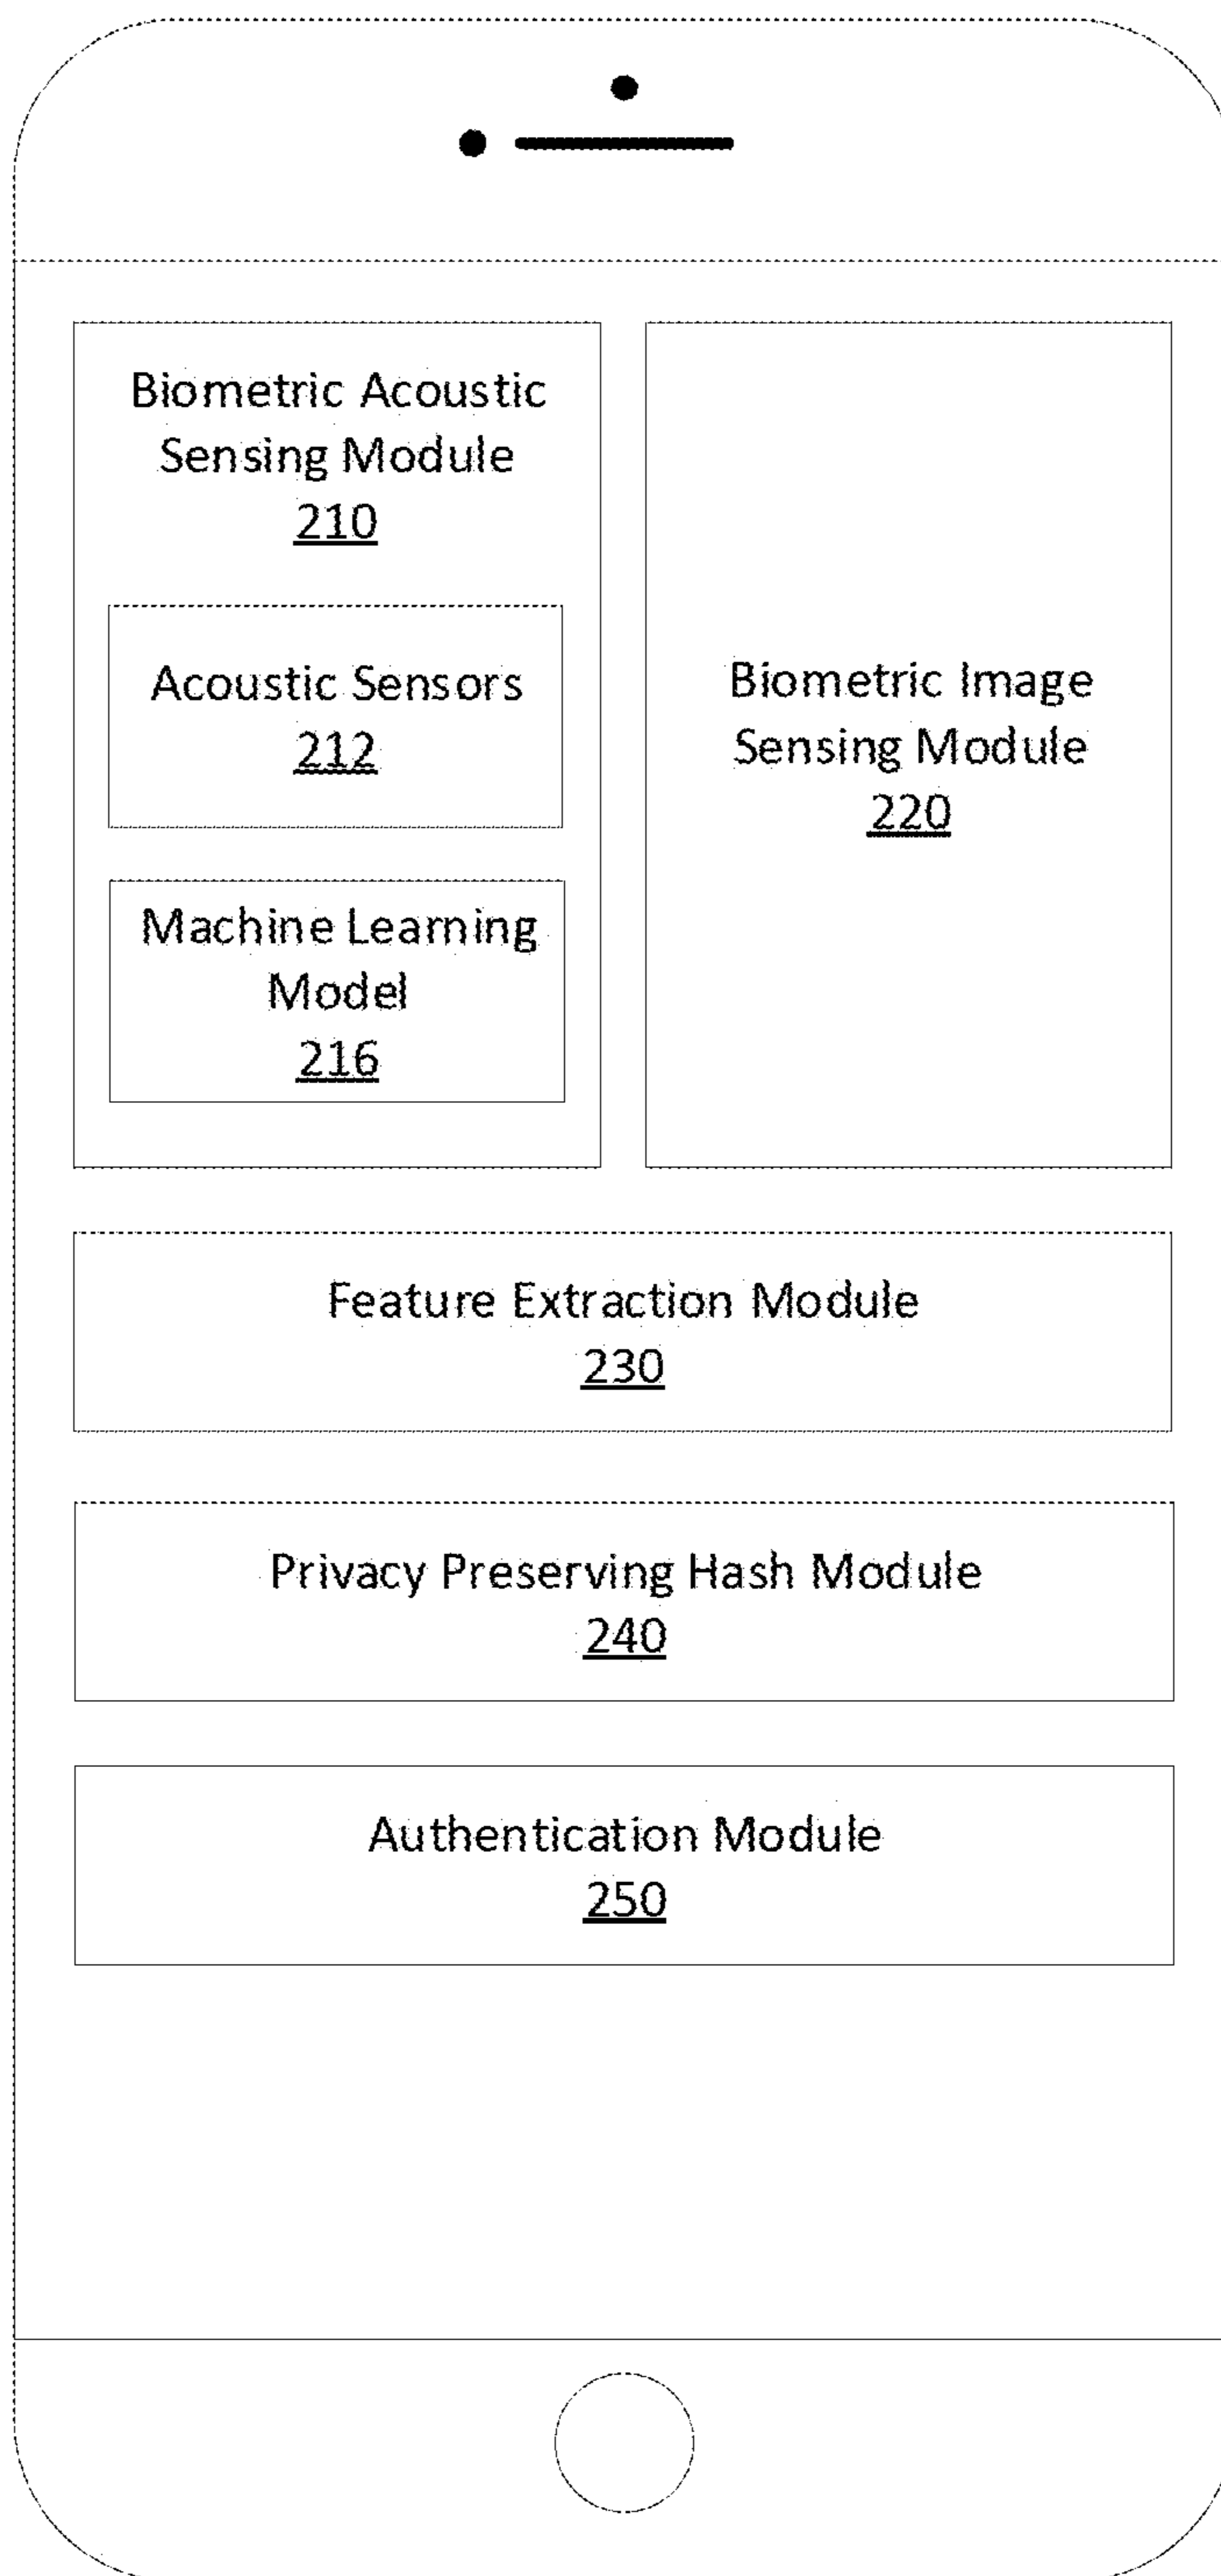 Biometric Acoustic
Sensing Module
210
Acoustic Sensors
212
Machine Learning
Model
216
Biometric Image
Sensing Module
220
Feature Extraction Module
230
Privacy Preserving Hash Module
240
Authentication Module
250